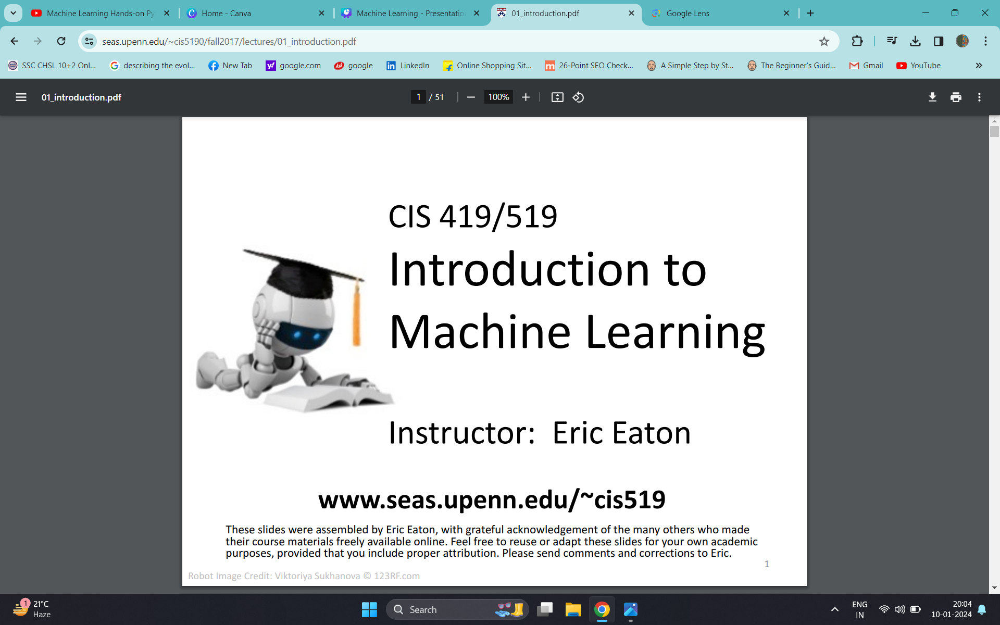 Machine Learning Hands-on Py
Home - Canva
Machine Learning - Presentatio
01_introduction.pdf
Google Lens
seas.upenn.edu/~cis5190/fall2017/lectures/01_introduction.pdf
SSC CHSL 10+2 Onl...
describing the evol...
New Tab
google.com
google
LinkedIn
Online Shopping Sit...
26-Point SEO Check...
A Simple Step by St...
The Beginner's Guid...
Gmail
YouTube
01_introduction.pdf
1 / 51
100%
CIS 419/519
Introduction to
Machine Learning
Instructor: Eric Eaton
www.seas.upenn.edu/~cis519
These slides were assembled by Eric Eaton, with grateful acknowledgement of the many others who made
their course materials freely available online. Feel free to reuse or adapt these slides for your own academic
purposes, provided that you include proper attribution. Please send comments and corrections to Eric.
1
Robot Image Credit: Viktoriya Sukhanova © 123RF.com
1
21°C
Haze
Search
ENG
IN
20:04
10-01-2024